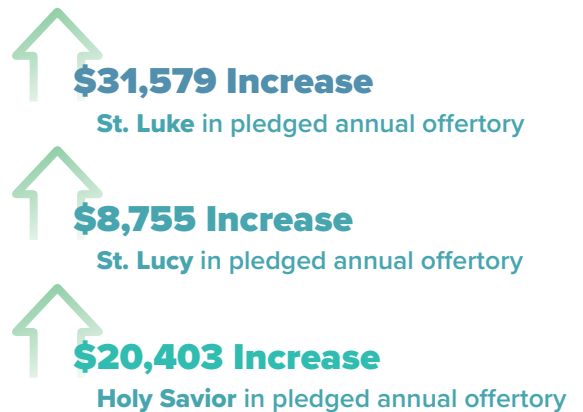 $31,579 Increase
St. Luke in pledged annual offertory
$8,755 Increase
St. Lucy in pledged annual offertory
$20,403 Increase
Holy Savior in pledged annual offertory